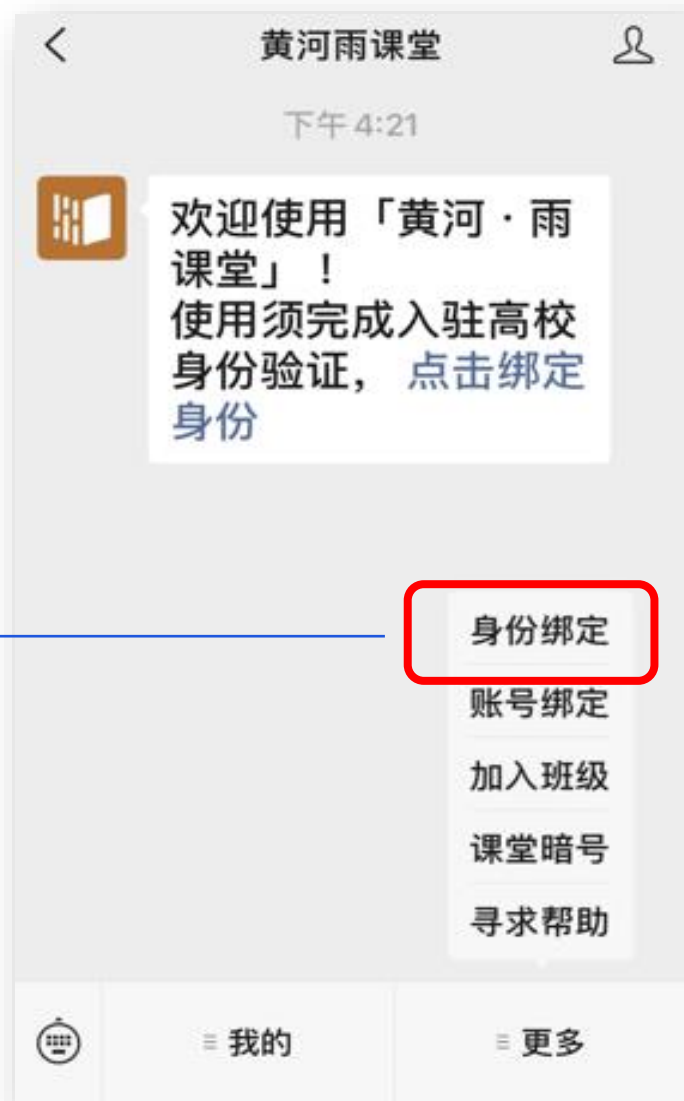 黄河雨课堂
下午 4:21
欢迎使用「黄河·雨
课堂」！
使用须完成入驻高校
身份验证， 点击绑定
身份
身份绑定
账号绑定
加入班级
课堂暗号
寻求帮助
我的
更多